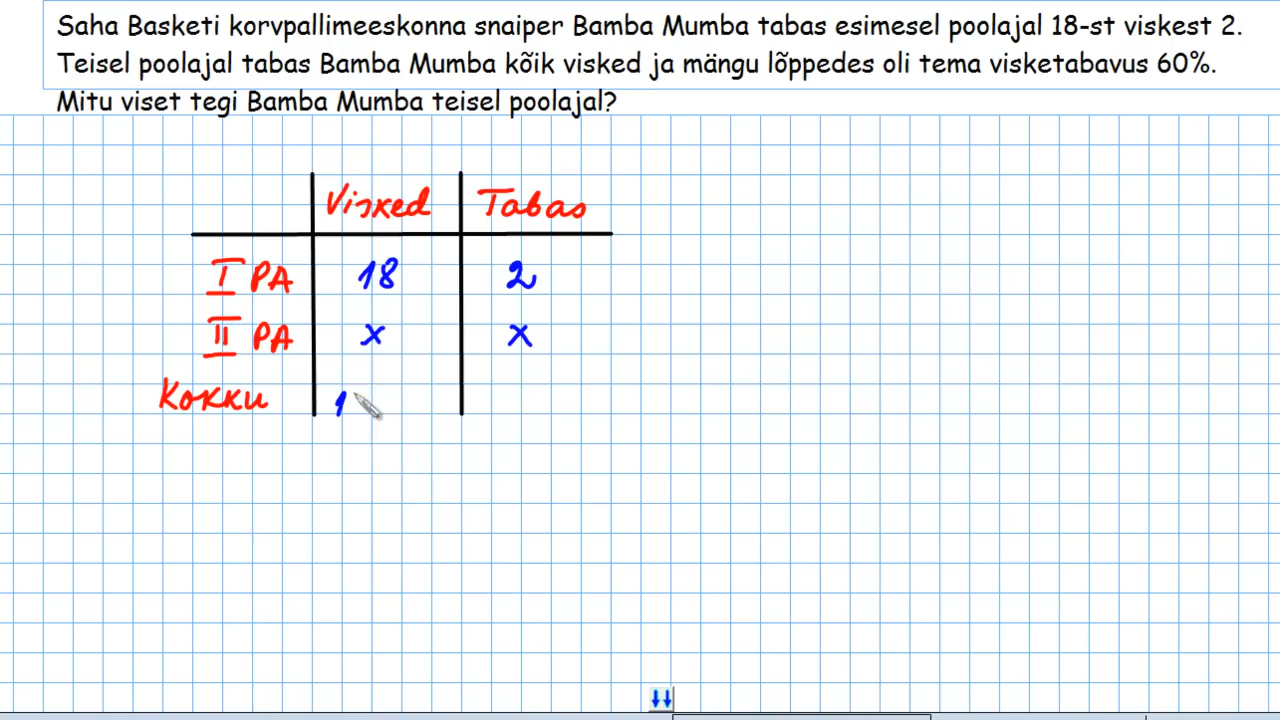 Saha Basketi korvpallimeeskonna snaiper Bamba Mumba tabas esimesel poolajal 18-st viskest 2.
Teisel poolajal tabas Bamba Mumba kõik visked ja mängu lõppedes oli tema visketabavus 60%.
Mitu viset tegi Bamba Mumba teisel poolajal?
Visked Tabas
I PA 18 2
II PA x x
Kokku 1